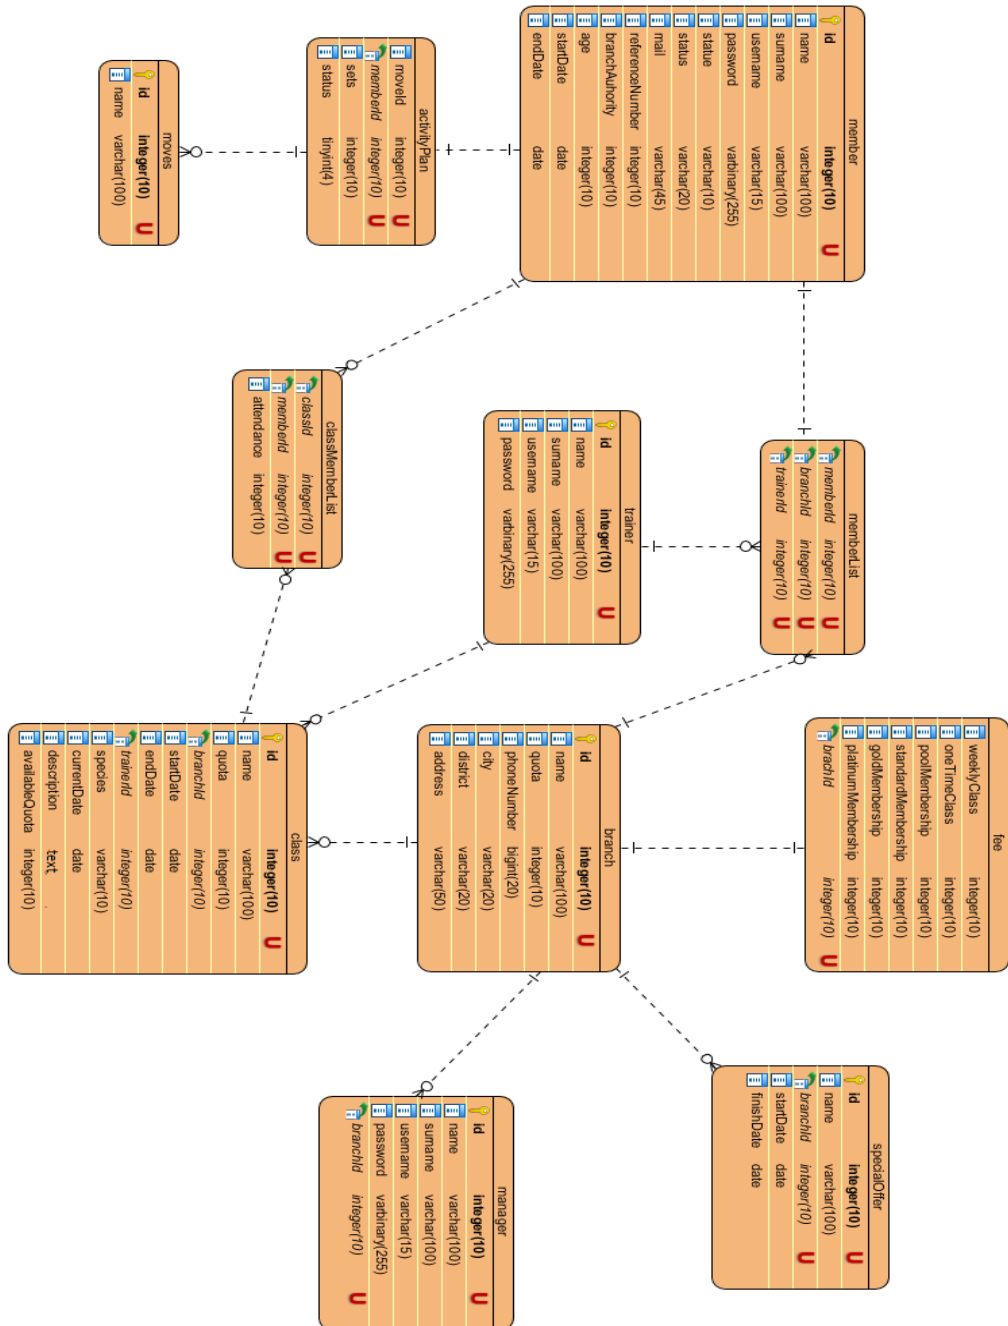 member
id integer(10) U
name varchar(100)
surname varchar(100)
username varchar(15)
password varbinary(255)
statue varchar(10)
status varchar(20)
mail varchar(45)
referenceNumber integer(10)
branchAuhority integer(10)
age integer(10)
startDate date
endDate date
memberList
memberId integer(10) U
branchId integer(10) U
trainerId integer(10) U
fee
weeklyClass integer(10)
oneTimeClass integer(10)
poolMembership integer(10)
standardMembership integer(10)
goldMembership integer(10)
platinumMembership integer(10)
brachId integer(10) U
specialOffer
id integer(10) U
name varchar(100)
branchId integer(10) U
startDate date
finishDate date
trainer
id integer(10) U
name varchar(100)
surname varchar(100)
username varchar(15)
password varbinary(255)
branch
id integer(10) U
name varchar(100)
quota integer(10)
phoneNumber bigint(20)
city varchar(20)
district varchar(20)
address varchar(50)
manager
id integer(10) U
name varchar(100)
surname varchar(100)
username varchar(15)
password varbinary(255)
branchId integer(10) U
activityPlan
moveId integer(10) U
memberId integer(10) U
sets integer(10)
status tinyint(4)
classMemberList
classId integer(10) U
memberId integer(10) U
attendance integer(10)
class
id integer(10) U
name varchar(100)
quota integer(10)
branchId integer(10)
startDate date
endDate date
trainerId integer(10)
species varchar(10)
currentDate date
description text
availableQuota integer(10)
moves
id integer(10) U
name varchar(100)